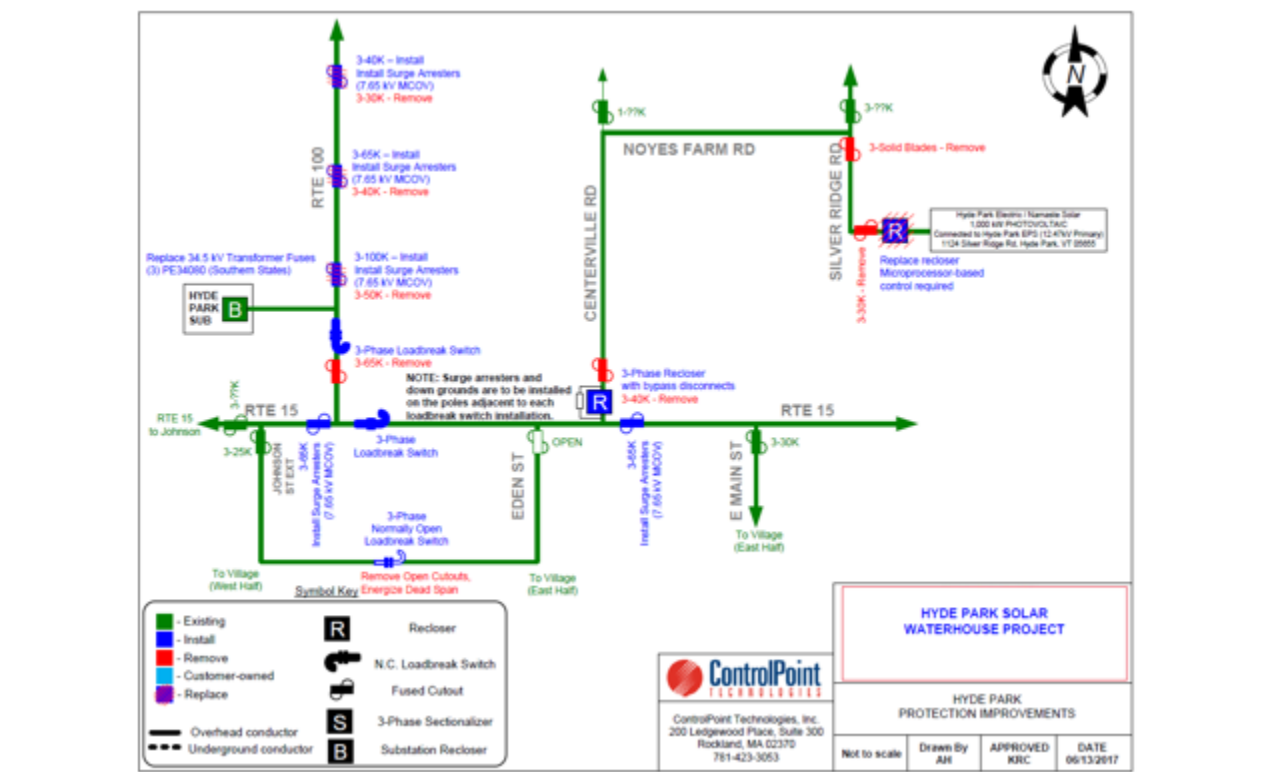 3-40K – Install
Install Surge Arresters
(7.65 kV MCOV)
3-30K - Remove
N
1-??K
3-??K
NOYES FARM RD
3-Solid Blades - Remove
RTE 100
3-65K – Install
Install Surge Arresters
(7.65 kV MCOV)
3-40K - Remove
CENTERVILLE RD
SILVER RIDGE RD
R
Hyde Park Electric / Namaste Solar
1,000 kW PHOTOVOLTAIC
Connected to Hyde Park EPS (12.47kV Primary)
1124 Silver Ridge Rd, Hyde Park, VT 05655
3-30K - Remove
Replace recloser
Microprocessor-based
control required
Replace 34.5 kV Transformer Fuses
(3) PE34080 (Southern States)
3-100K – Install
Install Surge Arresters
(7.65 kV MCOV)
3-50K - Remove
HYDE
PARK
SUB
B
3-Phase Loadbreak Switch
3-65K - Remove
NOTE: Surge arresters and
down grounds are to be installed
on the poles adjacent to each
loadbreak switch installation.
R
3-Phase Recloser
with bypass disconnects
3-40K - Remove
3-??K
RTE 15
RTE 15
RTE 15
to Johnson
3-25K
JOHNSON
ST EXT
3-65K
Install Surge Arresters
(7.65 kV MCOV)
3-Phase
Loadbreak Switch
EDEN ST
OPEN
3-65K
Install Surge Arresters
(7.65 kV MCOV)
E MAIN ST
3-30K
To Village
(East Half)
3-Phase
Normally Open
Loadbreak Switch
Remove Open Cutouts,
Energize Dead Span
To Village
(West Half)
To Village
(East Half)
Symbol Key
- Existing
- Install
- Remove
- Customer-owned
- Replace
Overhead conductor
Underground conductor
R
Recloser
N.C. Loadbreak Switch
Fused Cutout
S
3-Phase Sectionalizer
B
Substation Recloser
ControlPoint
TECHNOLOGIES
ControlPoint Technologies, Inc.
200 Ledgewood Place, Suite 300
Rockland, MA 02370
781-423-3053
HYDE PARK SOLAR
WATERHOUSE PROJECT
HYDE PARK
PROTECTION IMPROVEMENTS
Not to scale
Drawn By
AH
APPROVED
KRC
DATE
06/13/2017